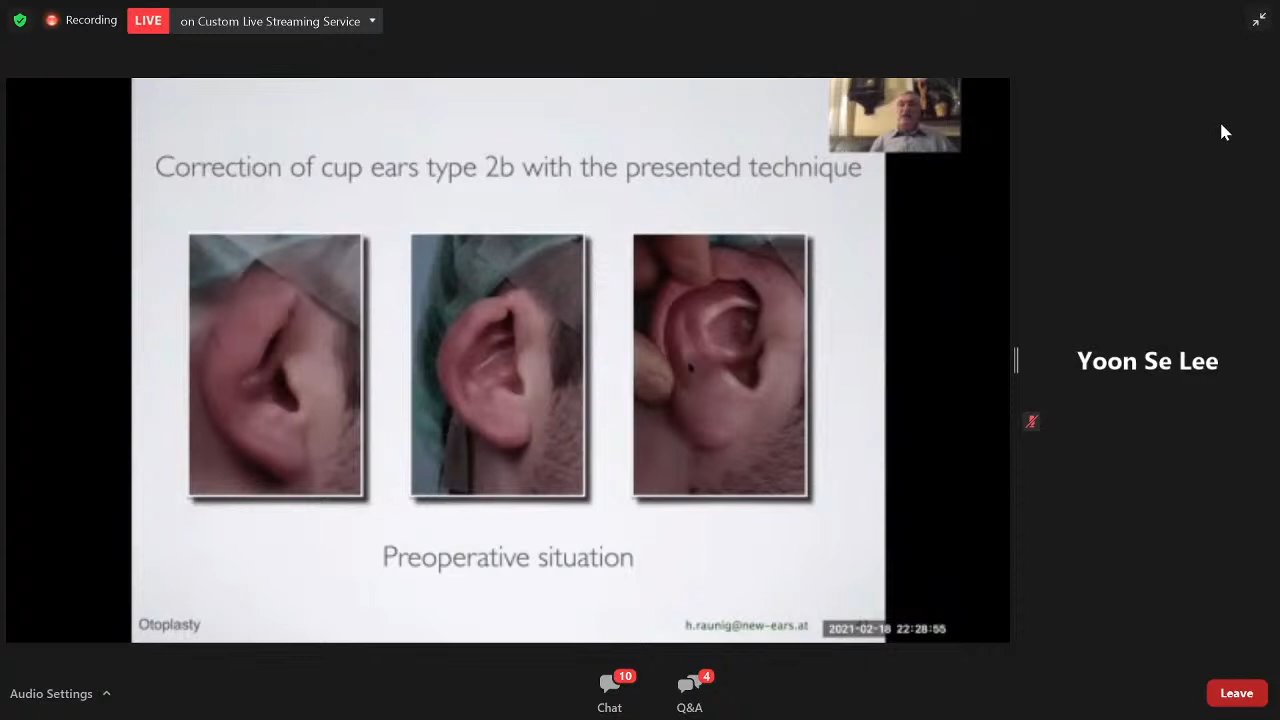 Recording
LIVE
on Custom Live Streaming Service
Correction of cup ears type 2b with the presented technique
Preoperative situation
Otoplasty
h.raunig@new-ears.at
2021-02-18 22:28:55
Yoon Se Lee
Audio Settings
10
Chat
4
Q&A
Leave